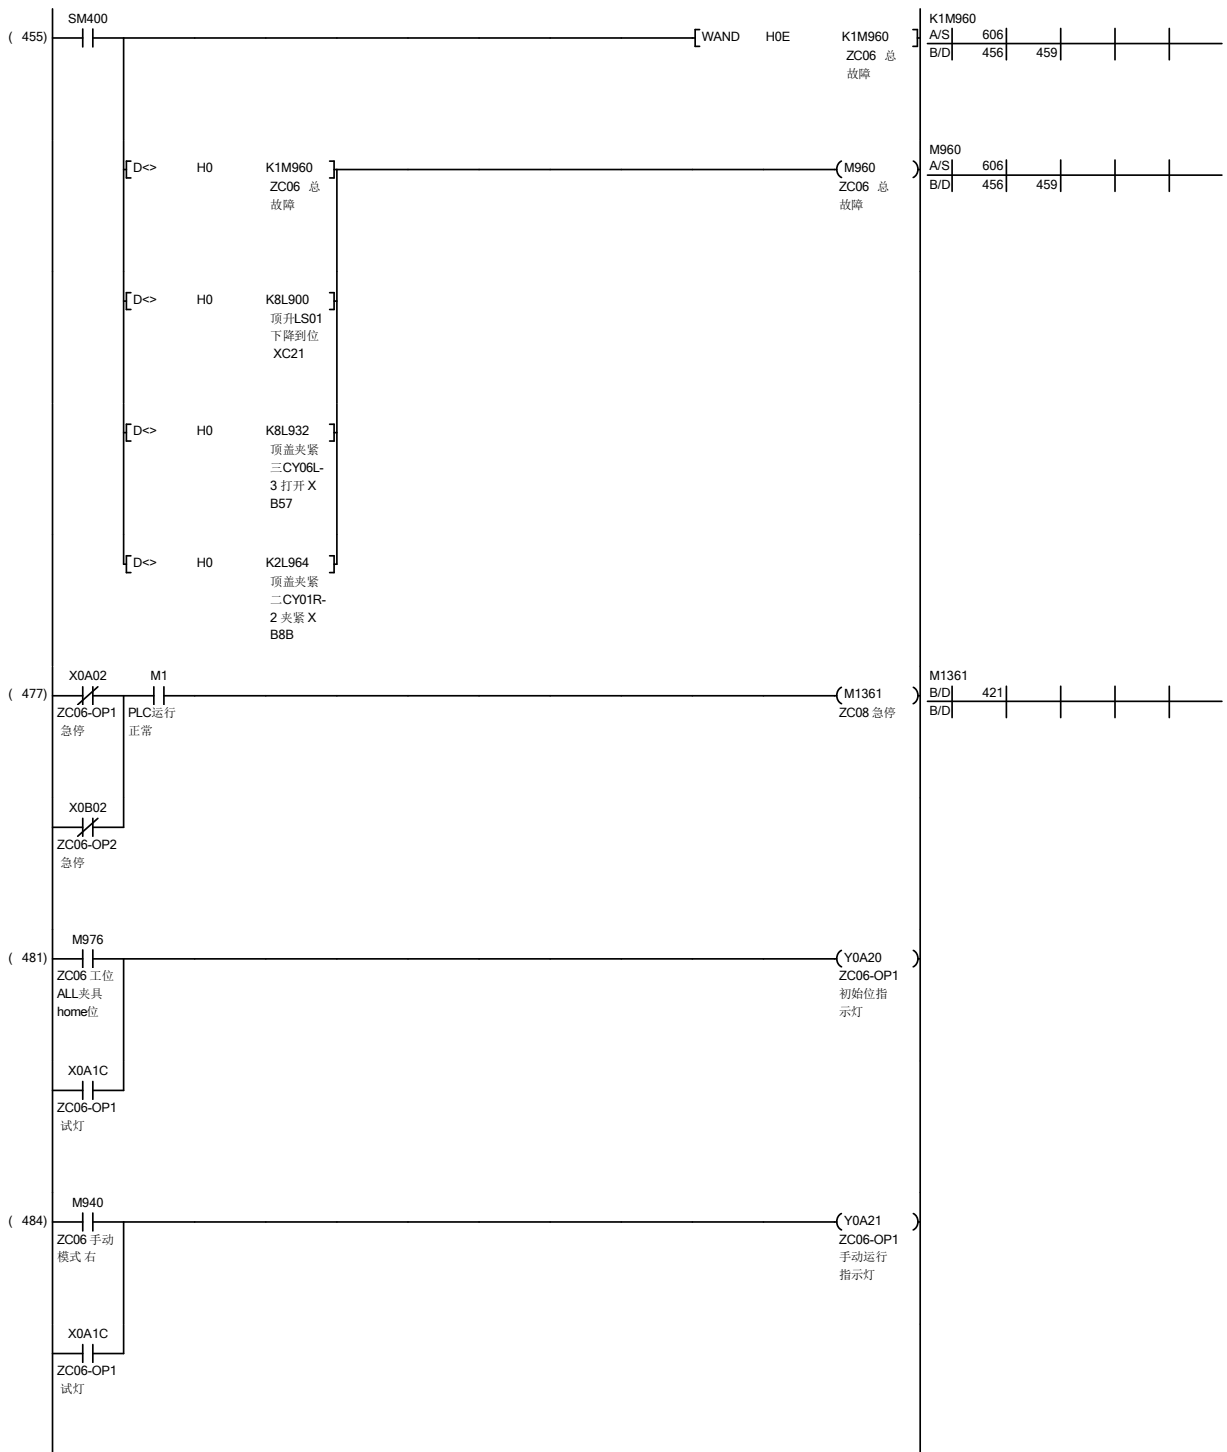 SM400
( 455)
WAND H0E K1M960
ZC06 总
故障
K1M960
A/S 606
B/D 456 459
D<> H0 K1M960
ZC06 总
故障
M960
ZC06 总
故障
M960
A/S 606
B/D 456 459
D<> H0 K8L900
顶升LS01
下降到位
XC21
D<> H0 K8L932
顶盖夹紧
三CY06L-
3 打开 X
B57
D<> H0 K2L964
顶盖夹紧
二CY01R-
2 夹紧 X
B8B
X0A02 M1
( 477)
ZC06-OP1
急停
PLC运行
正常
M1361
ZC08 急停
M1361
B/D 421
B/D
X0B02
ZC06-OP2
急停
M976
( 481)
ZC06 工位
ALL夹具
home位
Y0A20
ZC06-OP1
初始位指
示灯
X0A1C
ZC06-OP1
试灯
M940
( 484)
ZC06 手动
模式 右
Y0A21
ZC06-OP1
手动运行
指示灯
X0A1C
ZC06-OP1
试灯